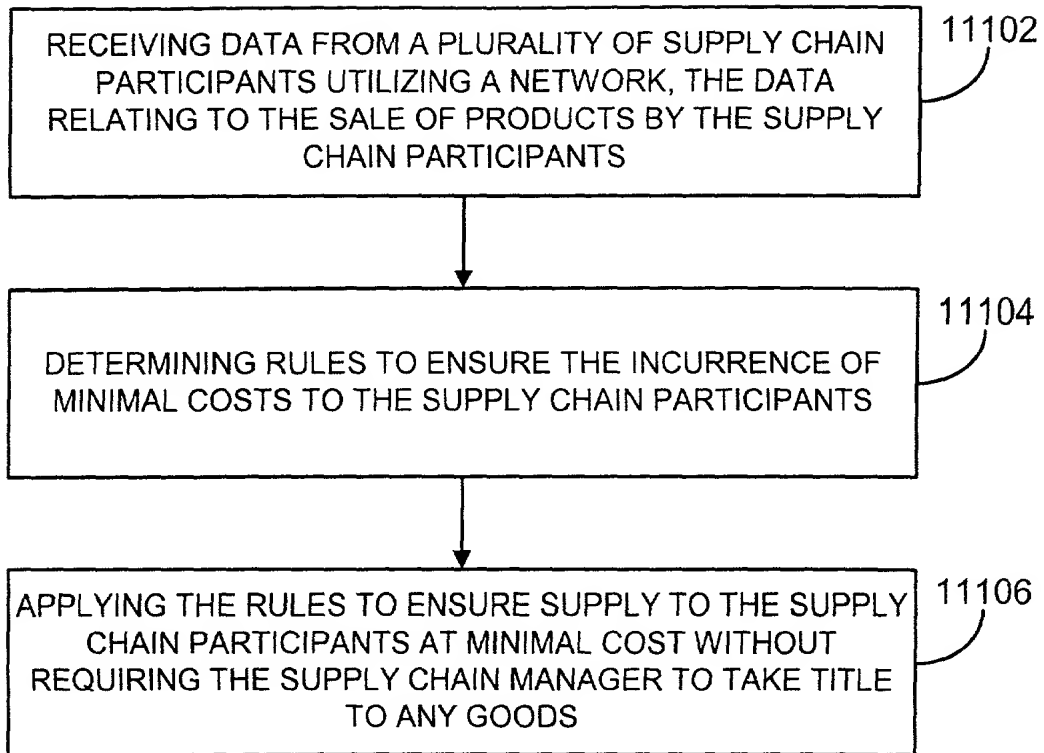 RECEIVING DATA FROM A PLURALITY OF SUPPLY CHAIN
PARTICIPANTS UTILIZING A NETWORK, THE DATA
RELATING TO THE SALE OF PRODUCTS BY THE SUPPLY
CHAIN PARTICIPANTS
11102
DETERMINING RULES TO ENSURE THE INCURRENCE OF
MINIMAL COSTS TO THE SUPPLY CHAIN PARTICIPANTS
11104
APPLYING THE RULES TO ENSURE SUPPLY TO THE SUPPLY
CHAIN PARTICIPANTS AT MINIMAL COST WITHOUT
REQUIRING THE SUPPLY CHAIN MANAGER TO TAKE TITLE
TO ANY GOODS
11106